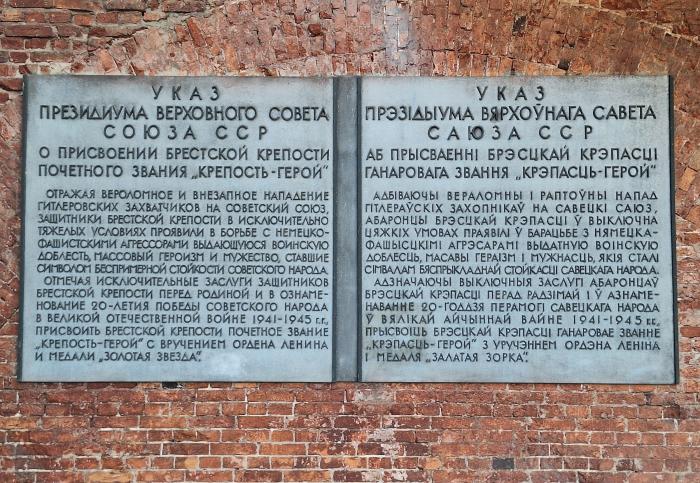 УКАЗ
ПРЕЗИДИУМА ВЕРХОВНОГО СОВЕТА
СОЮЗА ССР
О ПРИСВОЕНИИ БРЕСТСКОЙ КРЕПОСТИ
ПОЧЕТНОГО ЗВАНИЯ „КРЕПОСТЬ-ГЕРОЙ"
ОТРАЖАЯ ВЕРОЛОМНОЕ И ВНЕЗАПНОЕ НАПАДЕНИЕ
ГИТЛЕРОВСКИХ ЗАХВАТЧИКОВ НА СОВЕТСКИЙ СОЮЗ,
ЗАЩИТНИКИ БРЕСТСКОЙ КРЕПОСТИ В ИСКЛЮЧИТЕЛЬНО
ТЯЖЕЛЫХ УСЛОВИЯХ ПРОЯВИЛИ В БОРЬБЕ С НЕМЕЦКО-
ФАШИСТСКИМИ АГРЕССОРАМИ ВЫДАЮЩУЮСЯ ВОИНСКУЮ
ДОБЛЕСТЬ, МАССОВЫЙ ГЕРОИЗМ И МУЖЕСТВО, СТАВШИЕ
СИМВОЛОМ БЕСПРИМЕРНОЙ СТОЙКОСТИ СОВЕТСКОГО НАРОДА.
ОТМЕЧАЯ ИСКЛЮЧИТЕЛЬНЫЕ ЗАСЛУГИ ЗАЩИТНИКОВ
БРЕСТСКОЙ КРЕПОСТИ ПЕРЕД РОДИНОЙ И В ОЗНАМЕ-
НОВАНИЕ 20-ЛЕТИЯ ПОБЕДЫ СОВЕТСКОГО НАРОДА
В ВЕЛИКОЙ ОТЕЧЕСТВЕННОЙ ВОЙНЕ 1941-1945 г.г.,
ПРИСВОИТЬ БРЕСТСКОЙ КРЕПОСТИ ПОЧЕТНОЕ ЗВАНИЕ
„КРЕПОСТЬ-ГЕРОЙ" С ВРУЧЕНИЕМ ОРДЕНА ЛЕНИНА
И МЕДАЛИ „ЗОЛОТАЯ ЗВЕЗДА".
УКАЗ
ПРЭЗІДЫУМА ВЯРХОЎНАГА САВЕТА
САЮЗА ССР
АБ ПРЫСВАЕННІ БРЭСЦКАЙ КРЭПАСЦІ
ГАНАРОВАГА ЗВАННЯ „КРЭПАСЦЬ-ГЕРОЙ"
АДБІВАЮЧЫ ВЕРАЛОМНЫ І РАПТОЎНЫ НАПАД
ГІТЛЕРАЎСКІХ ЗАХОПНІКАЎ НА САВЕЦКІ САЮЗ,
АБАРОНЦЫ БРЭСЦКАЙ КРЭПАСЦІ Ў ВЫКЛЮЧНА
ЦЯЖКІХ УМОВАХ ПРАЯВІЛІ Ў БАРАЦЬБЕ З НЯМЕЦКА-
ФАШЫСЦКІМІ АГРЭСАРАМІ ВЫДАТНУЮ ВОИНСКУЮ
ДОБЛЕСЦЬ, МАСАВЫ ГЕРАІЗМ І МУЖНАСЦЬ, ЯКІЯ СТАЛІ
СІМВАЛАМ БЯСПРЫКЛАДНАЙ СТОЙКАСЦІ САВЕЦКАГА НАРОДА.
АДЗНАЧАЮЧЫ ВЫКЛЮЧНЫЯ ЗАСЛУГІ АБАРОНЦАЎ
БРЭСЦКАЙ КРЭПАСЦІ ПЕРАД РАДЗІМАЙ І Ў АЗНАМЕ-
НАВАННЕ 20-ГОДДЗЯ ПЕРАМОГІ САВЕЦКАГА НАРОДА
Ў ВЯЛІКАЙ АЙЧЫННАЙ ВАЙНЕ 1941-1945 г.г.,
ПРЫСВОІЦЬ БРЭСЦКАЙ КРЭПАСЦІ ГАНАРОВАЕ ЗВАННЕ
„КРЭПАСЦЬ-ГЕРОЙ" З УРУЧЭННЕМ ОРДЭНА ЛЕНІНА
І МЕДАЛЯ „ЗАЛАТАЯ ЗОРКА".